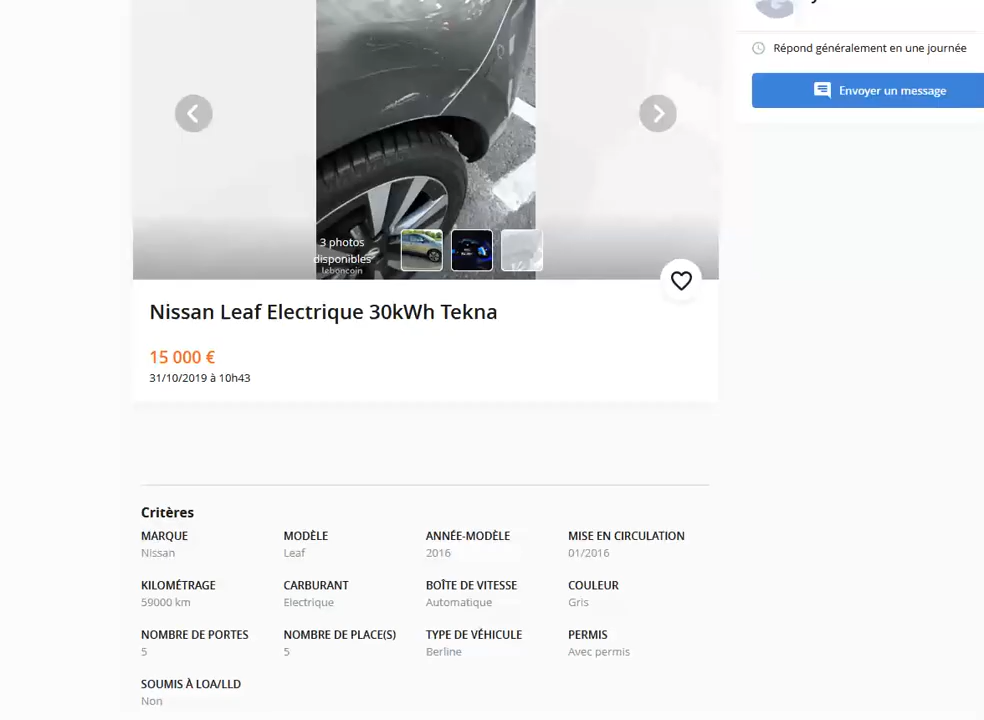 Répond généralement en une journée
Envoyer un message
3 photos
disponibles
leboncoin
Nissan Leaf Electrique 30kWh Tekna
15 000 €
31/10/2019 à 10h43
Critères
MARQUE MODÈLE ANNÉE-MODÈLE MISE EN CIRCULATION
Nissan Leaf 2016 01/2016
KILOMÉTRAGE CARBURANT BOÎTE DE VITESSE COULEUR
59000 km Electrique Automatique Gris
NOMBRE DE PORTES NOMBRE DE PLACE(S) TYPE DE VÉHICULE PERMIS
5 5 Berline Avec permis
SOUMIS À LOA/LLD
Non